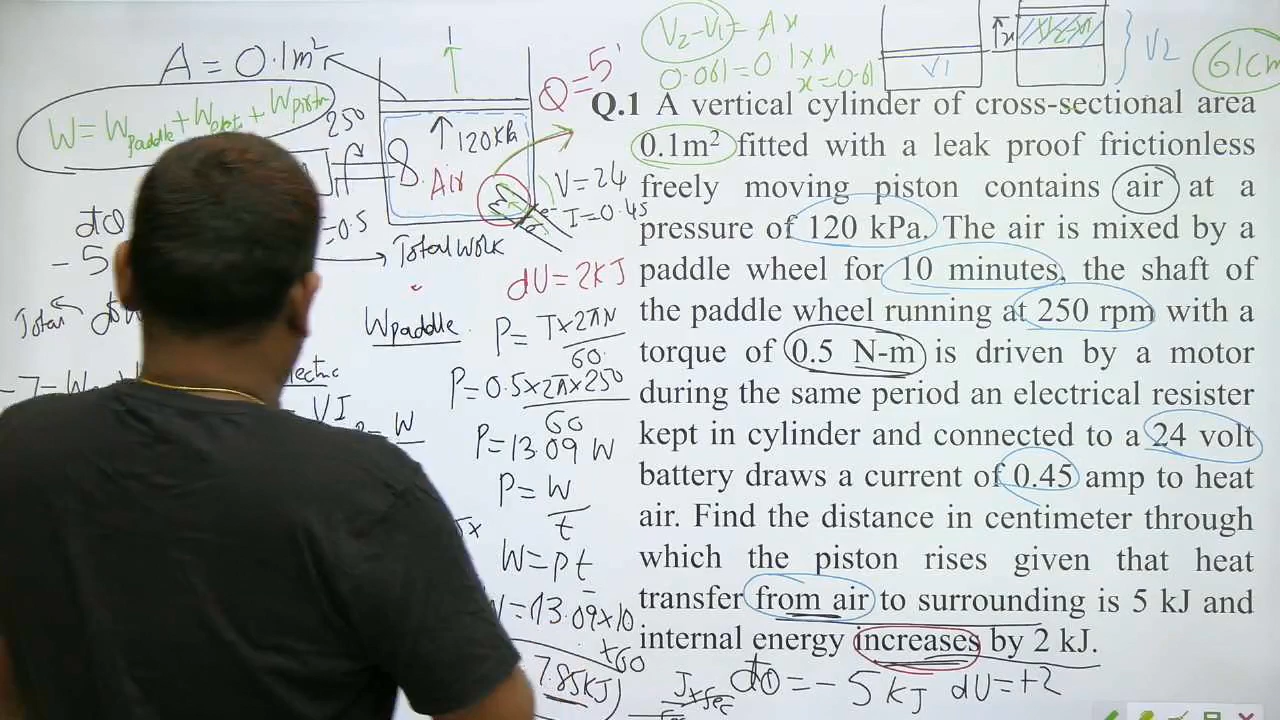 A = 0.1m²
W = Wpaddle + W
250
Q = 5
120KPa
Air
V = 24
I = 0.45
=0.5
dQ
- 5
Total Work
dU = 2KJ
Total
Wpaddle
P = T×2πN
60
P = 0.5×2π×250
60
P = 13.09 W
P = W
t
W = Pt
W = 13.09×10
×60
7.85KJ
VI
V₂-V₁ = Ax
0.061 = 0.1×x
x = 0.61
V1
x
V2
61cm
Q.1 A vertical cylinder of cross-sectional area
0.1m² fitted with a leak proof frictionless
freely moving piston contains air at a
pressure of 120 kPa. The air is mixed by a
paddle wheel for 10 minutes, the shaft of
the paddle wheel running at 250 rpm with a
torque of 0.5 N-m is driven by a motor
during the same period an electrical resister
kept in cylinder and connected to a 24 volt
battery draws a current of 0.45 amp to heat
air. Find the distance in centimeter through
which the piston rises given that heat
transfer from air to surrounding is 5 kJ and
internal energy increases by 2 kJ.
dQ = - 5 KJ dU = +2